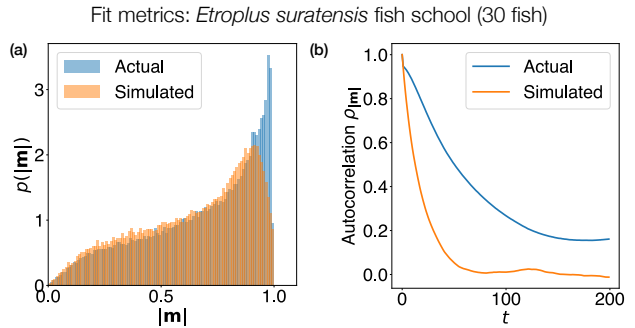 Fit metrics: Etroplus suratensis fish school (30 fish)
(a)
Actual
Simulated
p(|m|)
3
2
1
0
0.0
0.5
1.0
|m|
(b)
Actual
Simulated
Autocorrelation ρ|m|
1.0
0.8
0.6
0.4
0.2
0.0
0
100
200
t